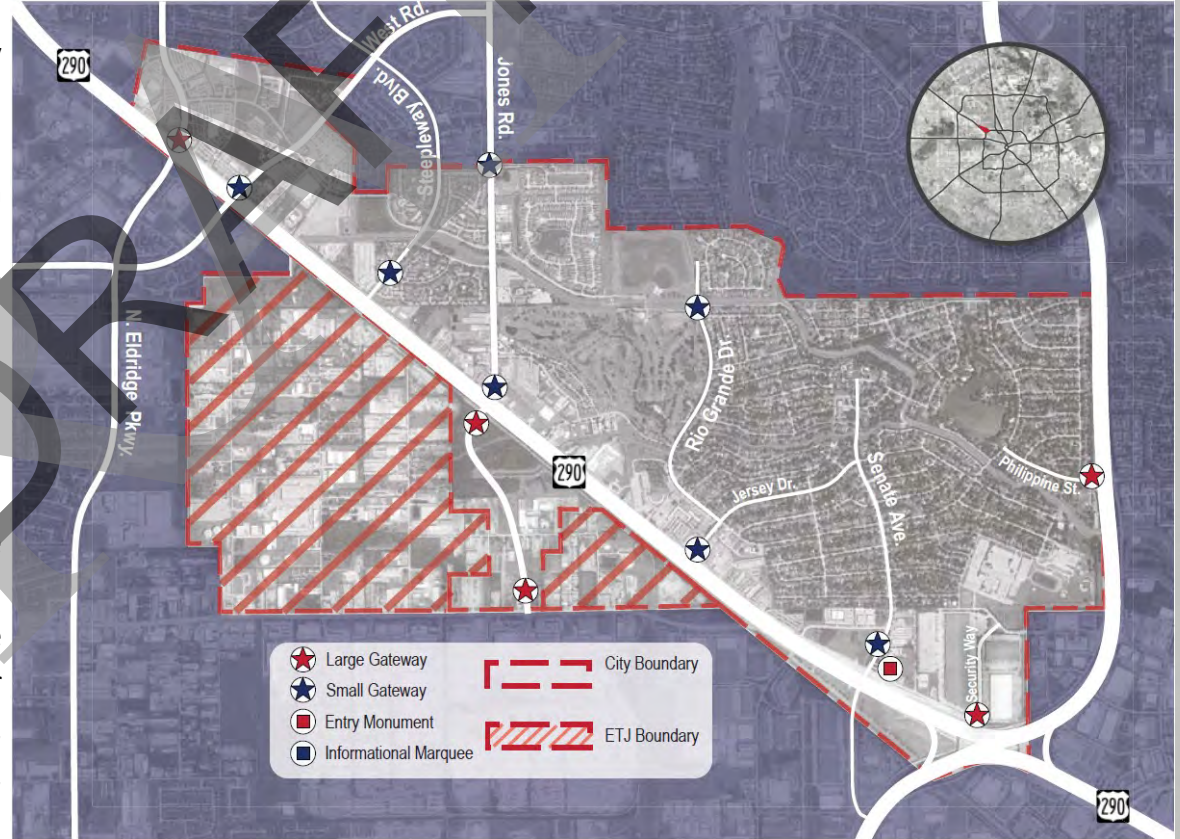 290
West Rd.
Steepleway Blvd.
Jones Rd.
N. Eldridge Pkwy.
Rio Grande Dr.
290
Jersey Dr.
Senate Ave.
Philippine St.
Security Way
Large Gateway
Small Gateway
Entry Monument
Informational Marquee
City Boundary
ETJ Boundary
290
DRAFT